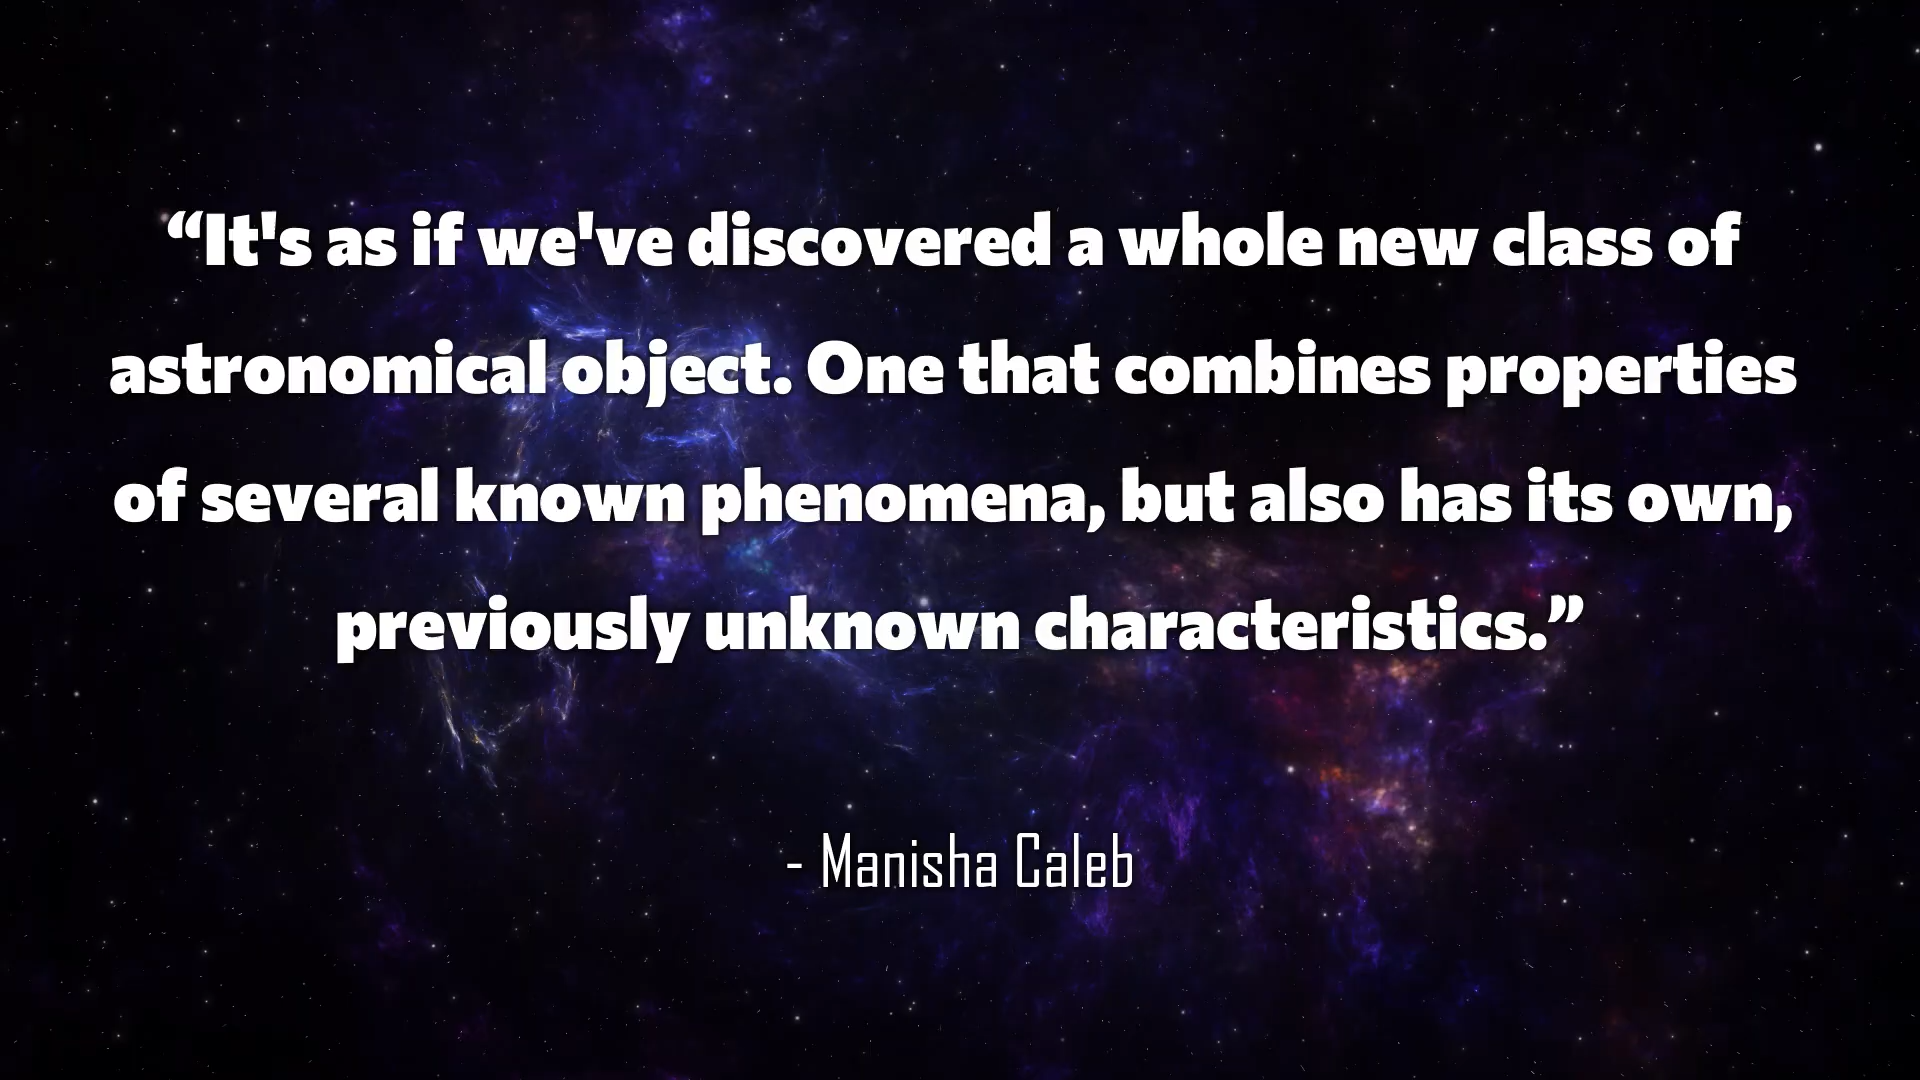 “It's as if we've discovered a whole new class of
astronomical object. One that combines properties
of several known phenomena, but also has its own,
previously unknown characteristics.”
- Manisha Caleb